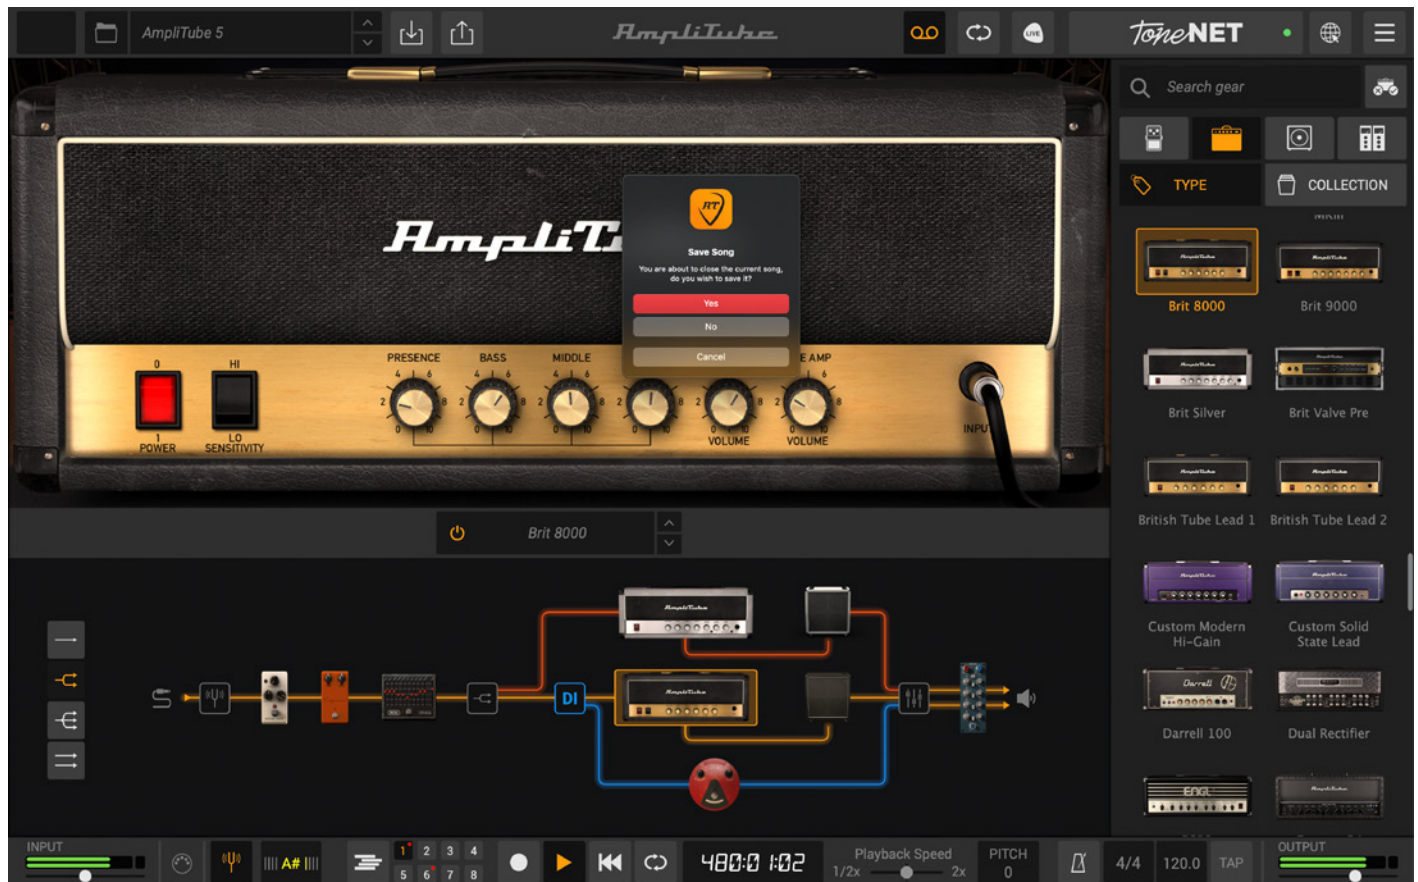 AmpliTube 5
AmpliTube
LIVE
ToneNET
Search gear
TYPE
COLLECTION
Brit 8000
Brit 9000
Brit Silver
Brit Valve Pre
British Tube Lead 1
British Tube Lead 2
Custom Modern
Hi-Gain
Custom Solid
State Lead
Darrell 100
Dual Rectifier
ENGL
AT
Save Song
You are about to close the current song,
do you wish to save it?
Yes
No
Cancel
0
HI
PRESENCE
BASS
MIDDLE
E AMP
1
POWER
LO
SENSITIVITY
VOLUME
VOLUME
INPUT
Brit 8000
DI
INPUT
A#
1 2 3 4
5 6 7 8
480:01:02
Playback Speed
1/2x
2x
PITCH
0
4/4
120.0
TAP
OUTPUT